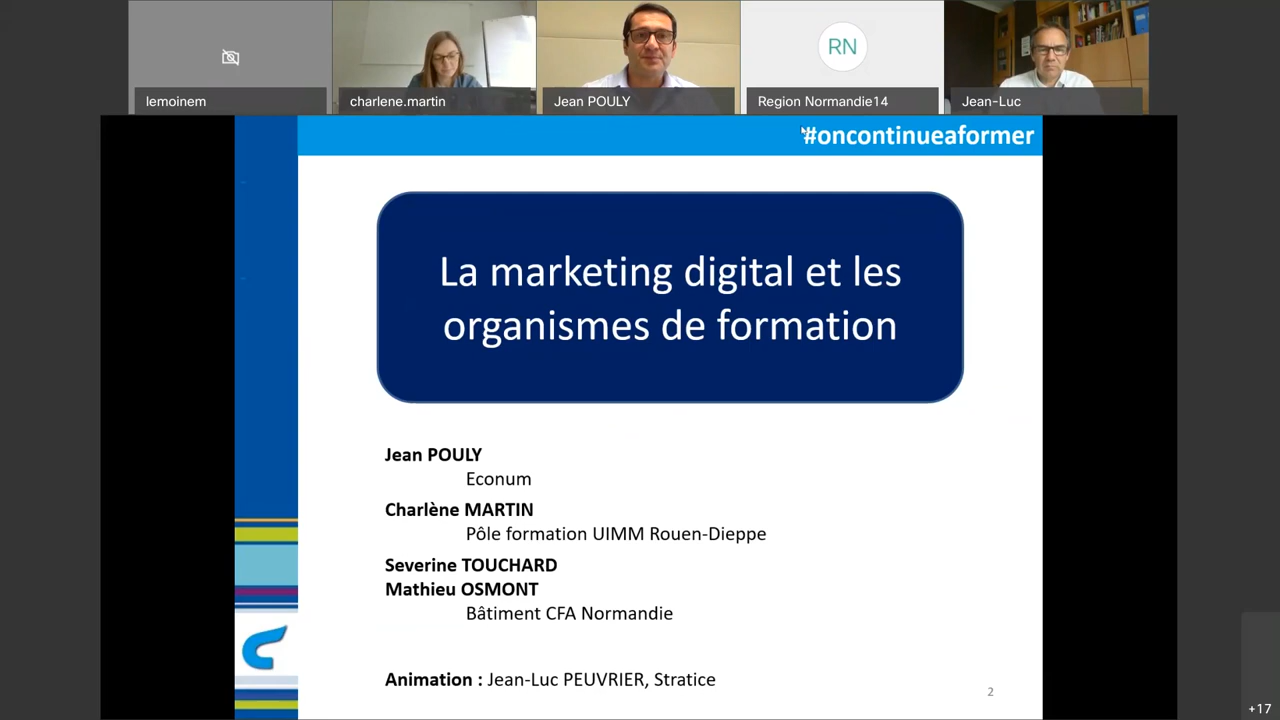 lemoinem
charlene.martin
Jean POULY
RN
Region Normandie14
Jean-Luc
#oncontinueaformer
La marketing digital et les
organismes de formation
Jean POULY
Econum
Charlène MARTIN
Pôle formation UIMM Rouen-Dieppe
Severine TOUCHARD
Mathieu OSMONT
Bâtiment CFA Normandie
Animation : Jean-Luc PEUVRIER, Stratice
2
+17